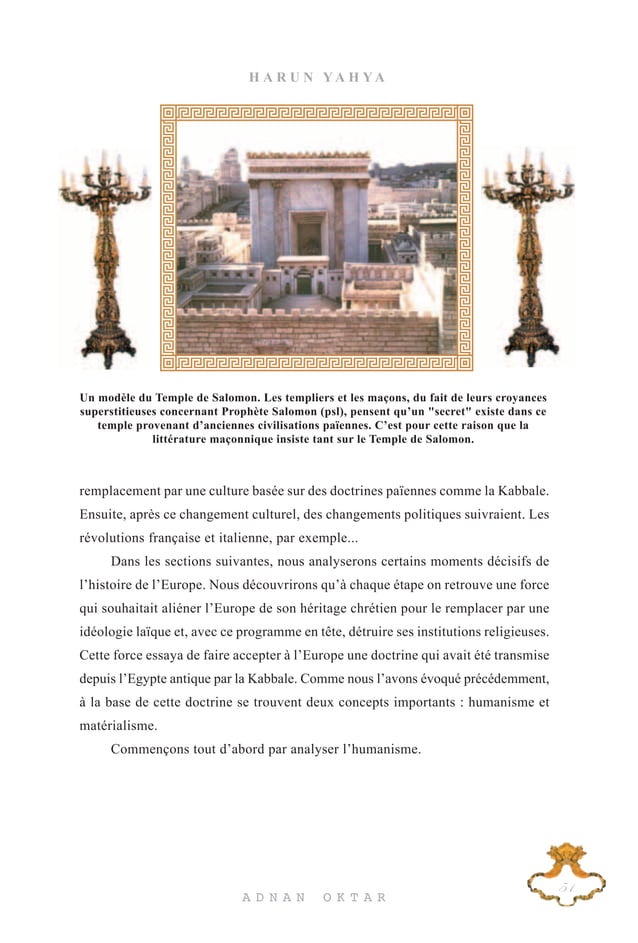 HARUN YAHYA
Un modèle du Temple de Salomon. Les templiers et les maçons, du fait de leurs croyances
superstitieuses concernant Prophète Salomon (psl), pensent qu’un "secret" existe dans ce
temple provenant d’anciennes civilisations païennes. C’est pour cette raison que la
littérature maçonnique insiste tant sur le Temple de Salomon.
remplacement par une culture basée sur des doctrines païennes comme la Kabbale.
Ensuite, après ce changement culturel, des changements politiques suivraient. Les
révolutions française et italienne, par exemple...
Dans les sections suivantes, nous analyserons certains moments décisifs de
l’histoire de l’Europe. Nous découvrirons qu’à chaque étape on retrouve une force
qui souhaitait aliéner l’Europe de son héritage chrétien pour le remplacer par une
idéologie laïque et, avec ce programme en tête, détruire ses institutions religieuses.
Cette force essaya de faire accepter à l’Europe une doctrine qui avait été transmise
depuis l’Egypte antique par la Kabbale. Comme nous l’avons évoqué précédemment,
à la base de cette doctrine se trouvent deux concepts importants : humanisme et
matérialisme.
Commençons tout d’abord par analyser l’humanisme.
51
ADNAN OKTAR